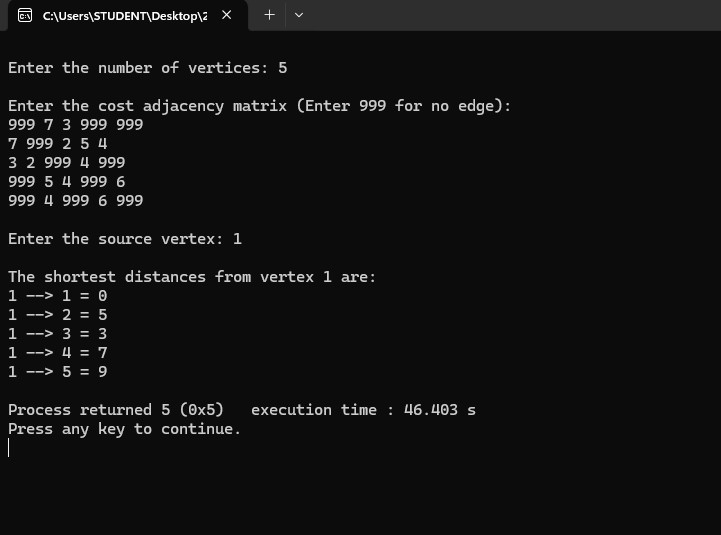 C:\Users\STUDENT\Desktop\2
Enter the number of vertices: 5
Enter the cost adjacency matrix (Enter 999 for no edge):
999 7 3 999 999
7 999 2 5 4
3 2 999 4 999
999 5 4 999 6
999 4 999 6 999
Enter the source vertex: 1
The shortest distances from vertex 1 are:
1 --> 1 = 0
1 --> 2 = 5
1 --> 3 = 3
1 --> 4 = 7
1 --> 5 = 9
Process returned 5 (0x5)   execution time : 46.403 s
Press any key to continue.